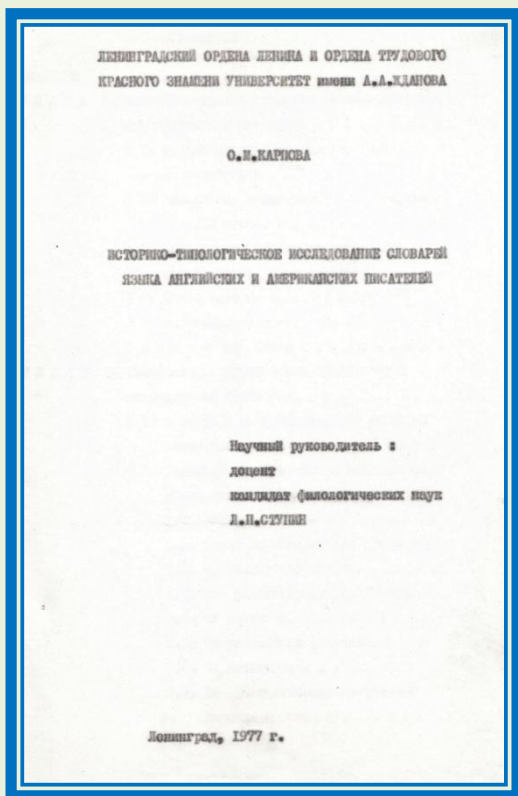 ЛЕНИНГРАДСКИЙ ОРДЕНА ЛЕНИНА И ОРДЕНА ТРУДОВОГО
КРАСНОГО ЗНАМЕНИ УНИВЕРСИТЕТ имени А.А.ЖДАНОВА
О.М.КАРПОВА
ИСТОРИКО-ТИПОЛОГИЧЕСКОЕ ИССЛЕДОВАНИЕ СЛОВАРЕЙ
ЯЗЫКА АНГЛИЙСКИХ И АМЕРИКАНСКИХ ПИСАТЕЛЕЙ
Научный руководитель :
доцент
кандидат филологических наук
Л.П.СТУПИН
Ленинград, 1977 г.